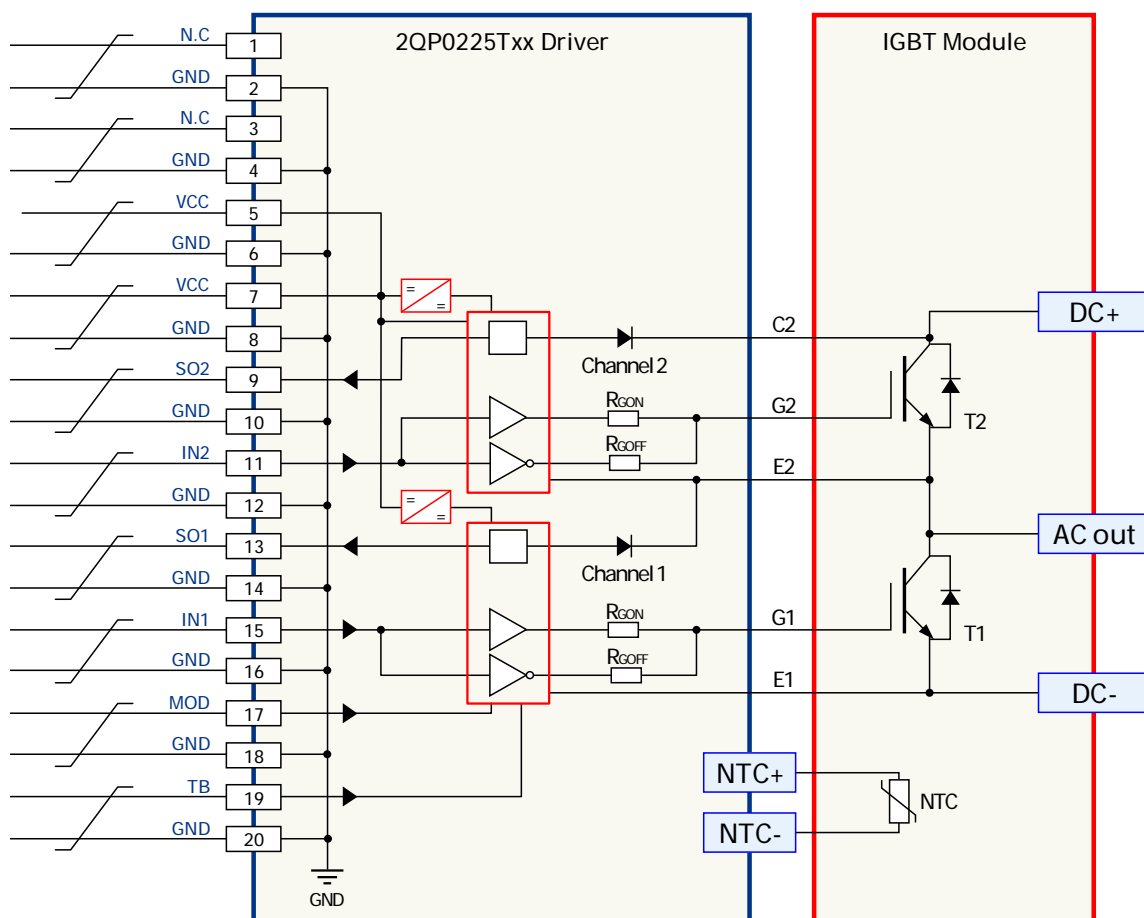 2QP0225Txx Driver
IGBT Module
N.C 1
GND 2
N.C 3
GND 4
VCC 5
GND 6
VCC 7
GND 8
SO2 9
GND 10
IN2 11
GND 12
SO1 13
GND 14
IN1 15
GND 16
MOD 17
GND 18
TB 19
GND 20
GND
= =
Channel 2
RGON
RGOFF
= =
Channel 1
RGON
RGOFF
C2
G2
E2
G1
E1
T2
T1
DC+
AC out
DC-
NTC+
NTC-
NTC